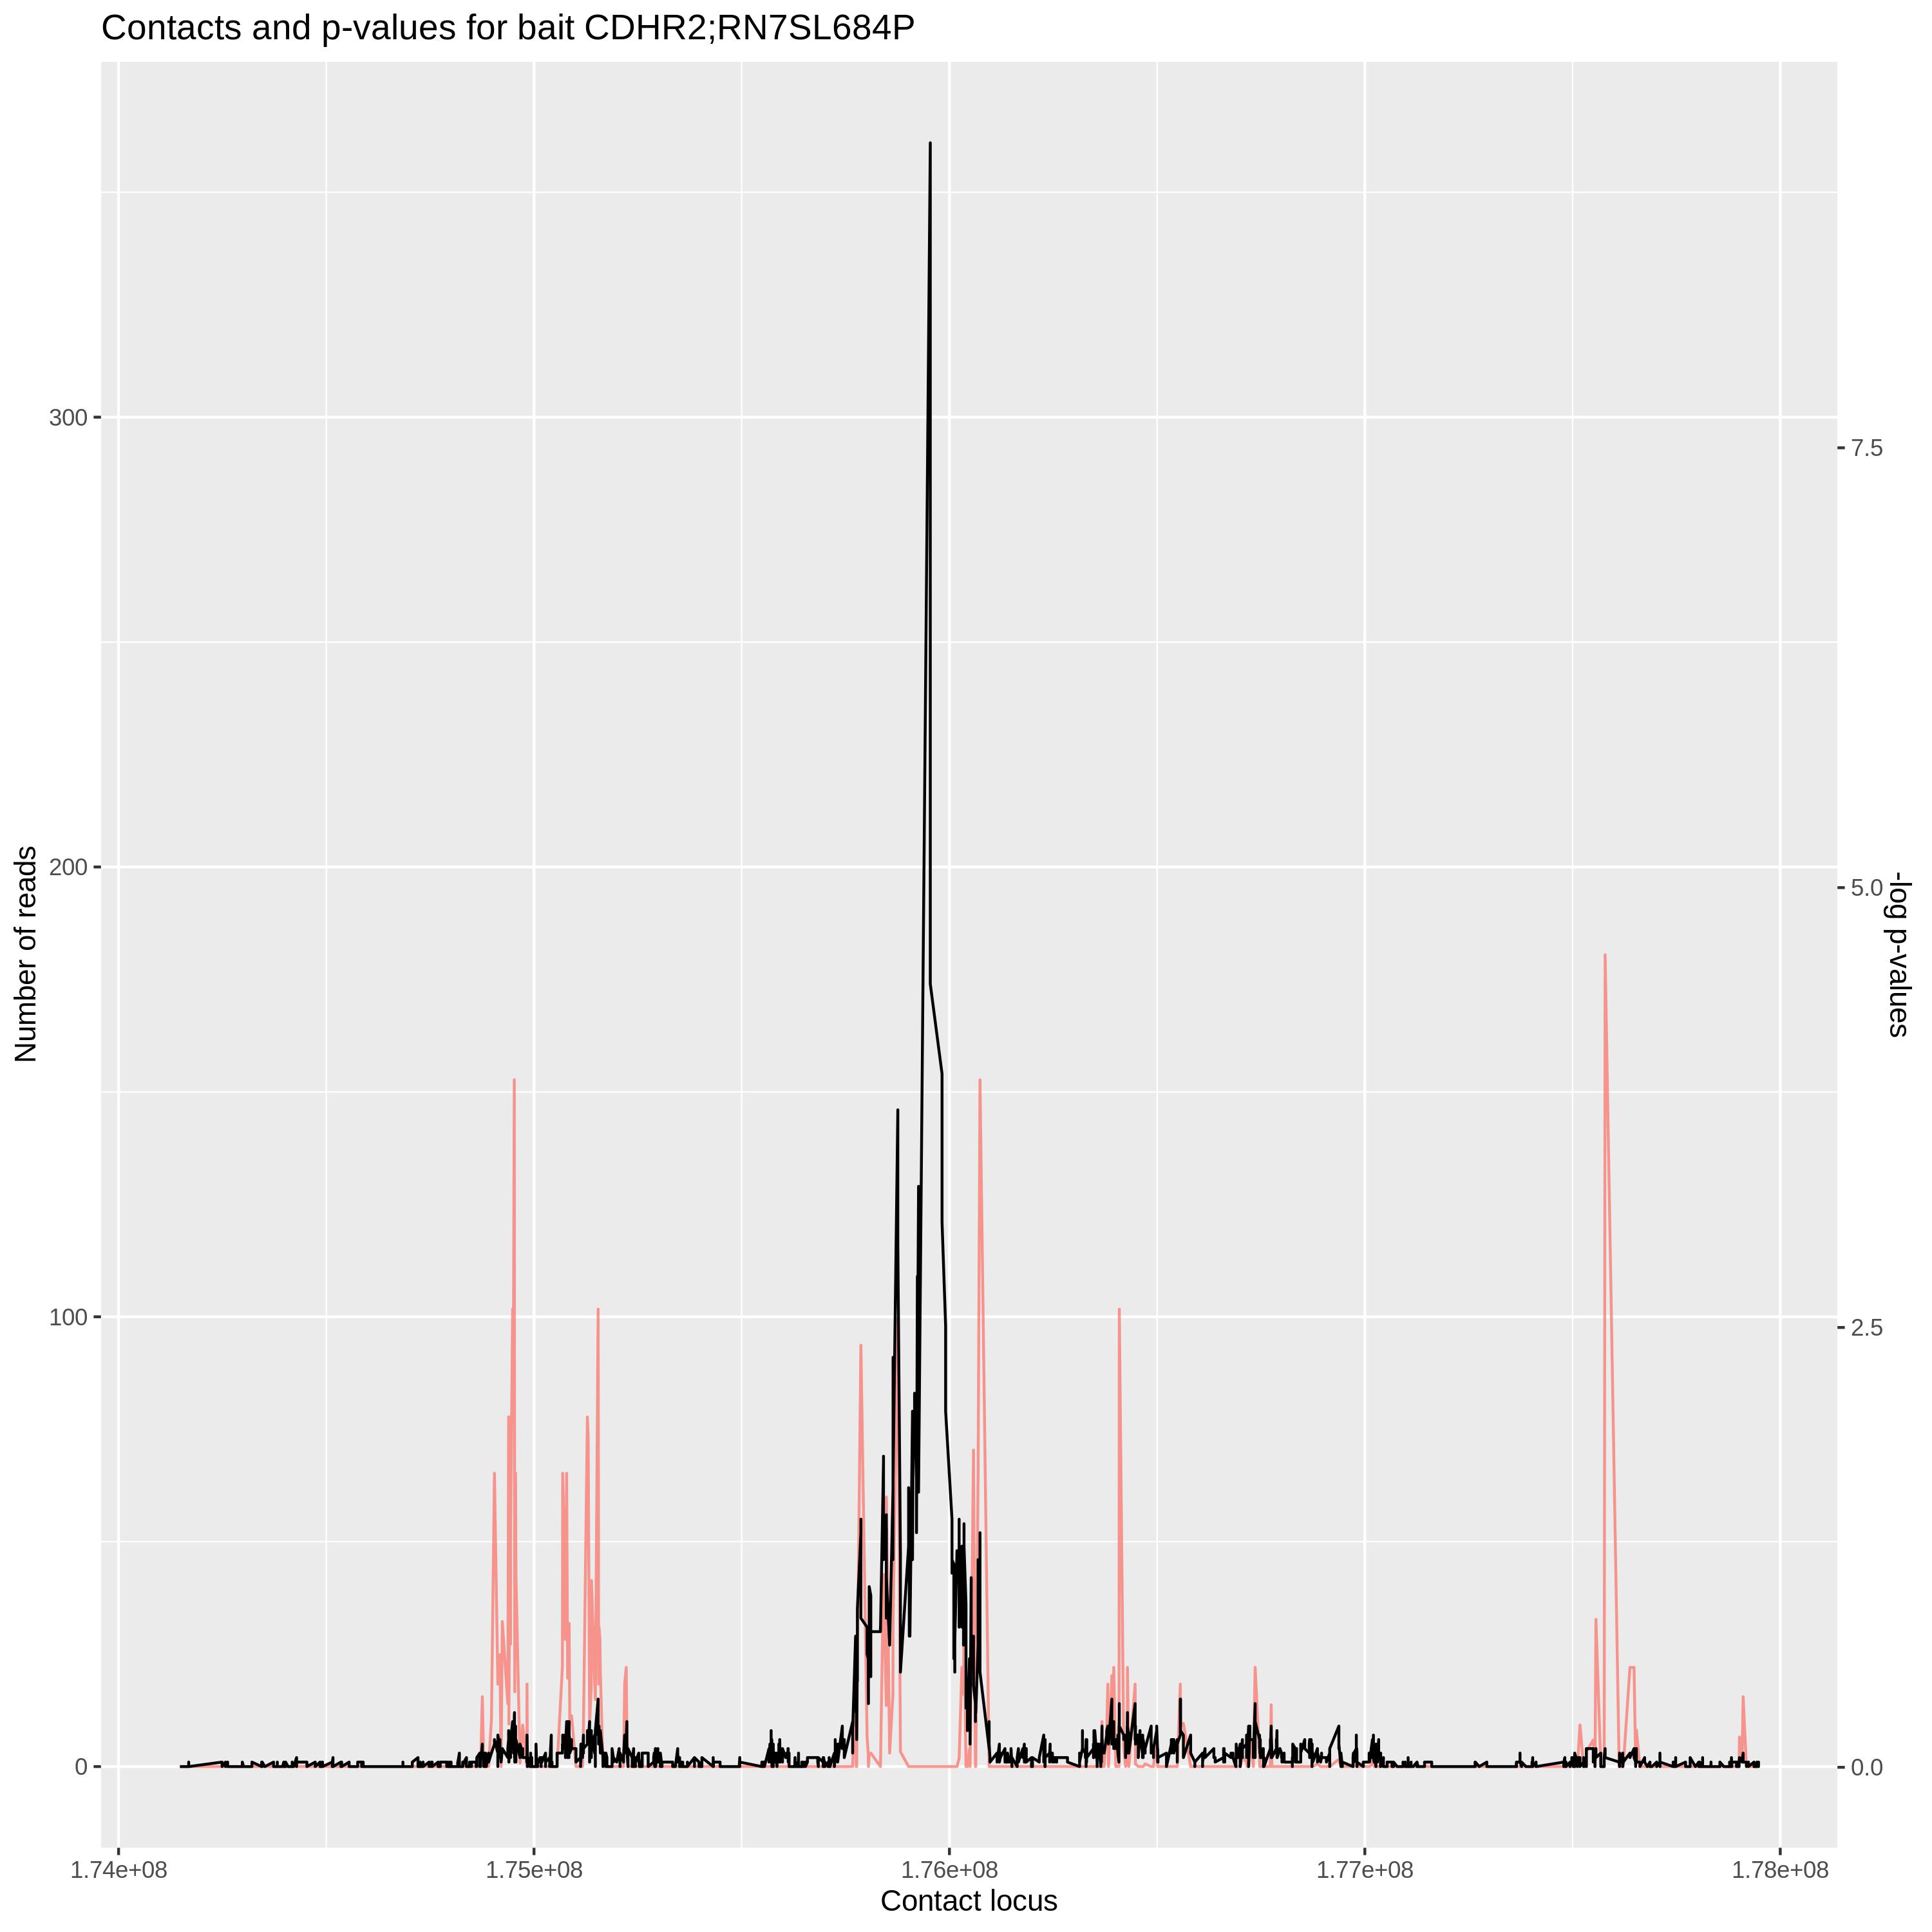 Contacts and p-values for bait CDHR2;RN7SL684P
300
200
100
0
Number of reads
7.5
5.0
2.5
0.0
-log p-values
1.74e+08
1.75e+08
1.76e+08
1.77e+08
1.78e+08
Contact locus